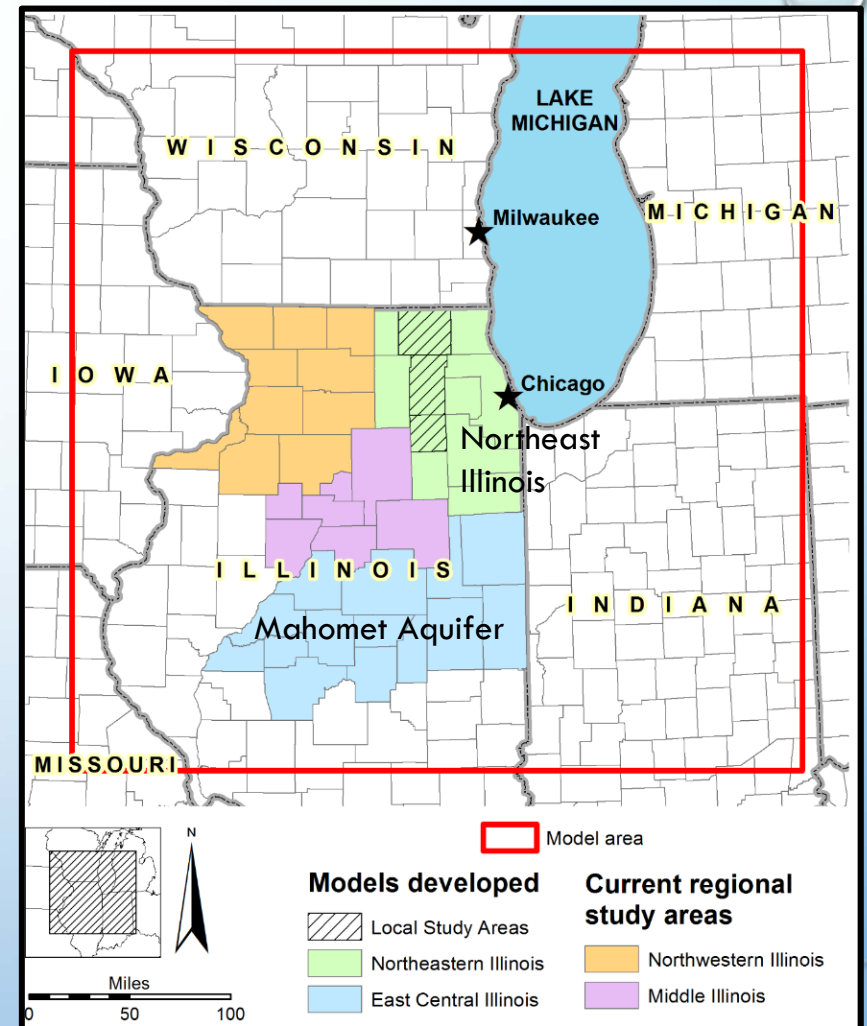 LAKE
MICHIGAN
WISCONSIN
Milwaukee
MICHIGAN
IOWA
Chicago
Northeast
Illinois
ILLINOIS
INDIANA
Mahomet Aquifer
MISSOURI
N
Model area
Models developed
Local Study Areas
Northeastern Illinois
East Central Illinois
Current regional
study areas
Northwestern Illinois
Middle Illinois
Miles
0 50 100